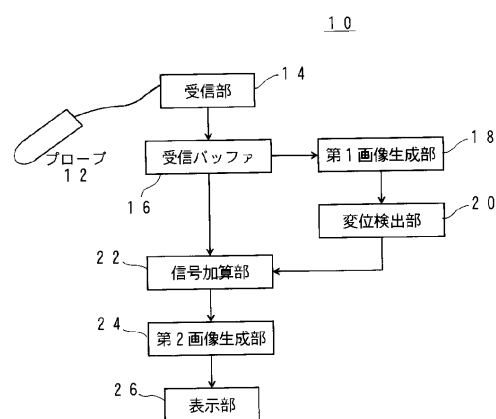 10
受信部
14
プローブ
12
受信バッファ
16
第1画像生成部
18
変位検出部
20
22
信号加算部
24
第2画像生成部
26
表示部